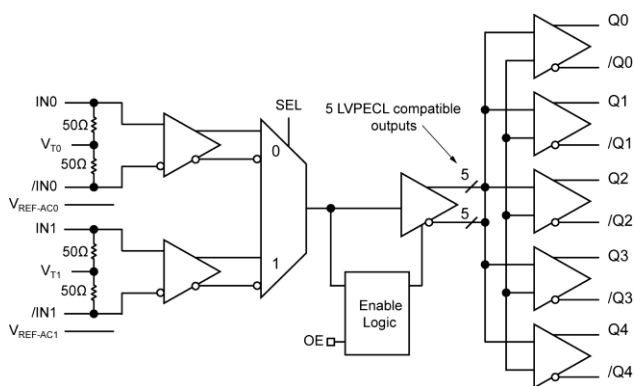 IN0
50Ω
VT0
50Ω
/IN0
VREF-AC0
IN1
50Ω
VT1
50Ω
/IN1
VREF-AC1
SEL
0
1
5 LVPECL compatible
outputs
5
5
Enable
Logic
OE
Q0
/Q0
Q1
/Q1
Q2
/Q2
Q3
/Q3
Q4
/Q4